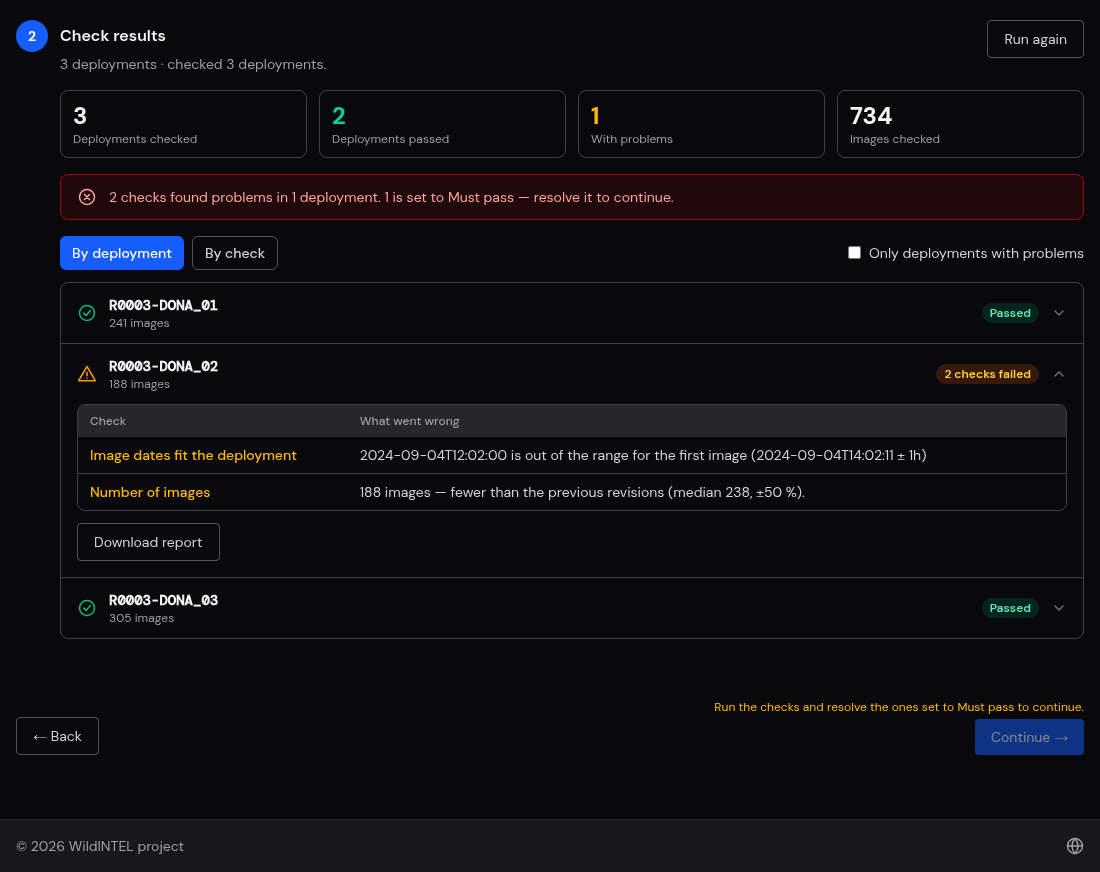 2
Check results
Run again
3 deployments · checked 3 deployments.
3
Deployments checked
2
Deployments passed
1
With problems
734
Images checked
2 checks found problems in 1 deployment. 1 is set to Must pass — resolve it to continue.
By deployment
By check
Only deployments with problems
R0003-DONA_01
241 images
Passed
R0003-DONA_02
188 images
2 checks failed
Check
What went wrong
Image dates fit the deployment
2024-09-04T12:02:00 is out of the range for the first image (2024-09-04T14:02:11 ± 1h)
Number of images
188 images — fewer than the previous revisions (median 238, ±50 %).
Download report
R0003-DONA_03
305 images
Passed
Run the checks and resolve the ones set to Must pass to continue.
← Back
Continue →
© 2026 WildINTEL project